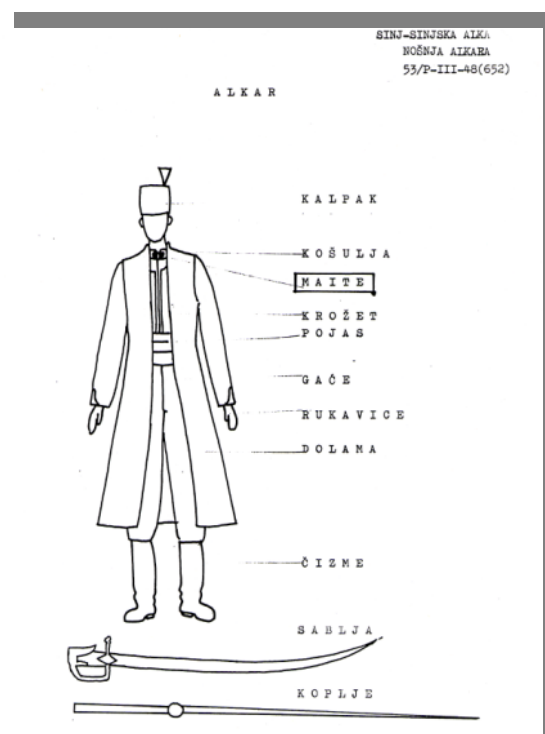 SINJ-SINJSKA ALKA
NOŠNJA ALKARA
53/P-III-48(652)
ALKAR
KALPAK
KOŠULJA
MAITE
KROŽET
POJAS
GAĆE
RUKAVICE
DOLAMA
ČIZME
SABLJA
KOPLJE